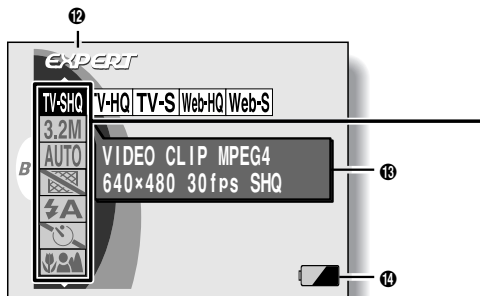 ⓬
EXPERT
TV-SHQ TV-HQ TV-S Web-HQ Web-S
3.2M
AUTO
B
VIDEO CLIP MPEG4
640×480 30fps SHQ
⓭
⚡A
⓮